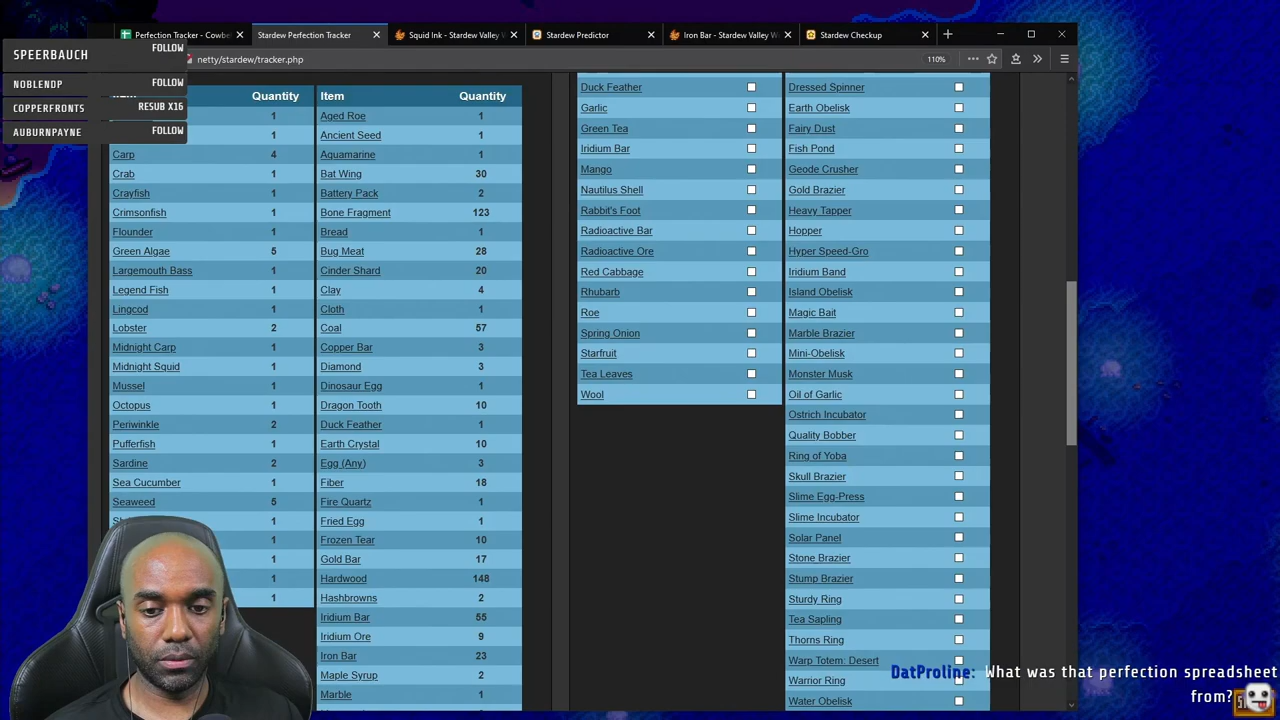 Perfection Tracker - Cowbe
Stardew Perfection Tracker
Squid Ink - Stardew Valley W
Stardew Predictor
Iron Bar - Stardew Valley Wi
Stardew Checkup
netty/stardew/tracker.php
110%
SPEERBAUCH FOLLOW
NOBLENDP FOLLOW
COPPERFRONTS RESUB X16
AUBURNPAYNE FOLLOW
Quantity
1
1
Carp 4
Crab 1
Crayfish 1
Crimsonfish 1
Flounder 1
Green Algae 5
Largemouth Bass 1
Legend Fish 1
Lingcod 1
Lobster 2
Midnight Carp 1
Midnight Squid 1
Mussel 1
Octopus 1
Periwinkle 2
Pufferfish 1
Sardine 2
Sea Cucumber 1
Seaweed 5
1
1
1
1
1
Item Quantity
Aged Roe 1
Ancient Seed 1
Aquamarine 1
Bat Wing 30
Battery Pack 2
Bone Fragment 123
Bread 1
Bug Meat 28
Cinder Shard 20
Clay 4
Cloth 1
Coal 57
Copper Bar 3
Diamond 3
Dinosaur Egg 1
Dragon Tooth 10
Duck Feather 1
Earth Crystal 10
Egg (Any) 3
Fiber 18
Fire Quartz 1
Fried Egg 1
Frozen Tear 10
Gold Bar 17
Hardwood 148
Hashbrowns 2
Iridium Bar 55
Iridium Ore 9
Iron Bar 23
Maple Syrup 2
Marble 1
Duck Feather
Garlic
Green Tea
Iridium Bar
Mango
Nautilus Shell
Rabbit's Foot
Radioactive Bar
Radioactive Ore
Red Cabbage
Rhubarb
Roe
Spring Onion
Starfruit
Tea Leaves
Wool
Dressed Spinner
Earth Obelisk
Fairy Dust
Fish Pond
Geode Crusher
Gold Brazier
Heavy Tapper
Hopper
Hyper Speed-Gro
Iridium Band
Island Obelisk
Magic Bait
Marble Brazier
Mini-Obelisk
Monster Musk
Oil of Garlic
Ostrich Incubator
Quality Bobber
Ring of Yoba
Skull Brazier
Slime Egg-Press
Slime Incubator
Solar Panel
Stone Brazier
Stump Brazier
Sturdy Ring
Tea Sapling
Thorns Ring
Warp Totem: Desert
Warrior Ring
Water Obelisk
DatProline: What was that perfection spreadsheet
from?